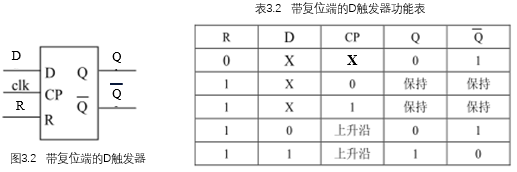 表3.2 带复位端的D触发器功能表
R D CP Q Q̅
0 X X 0 1
1 X 0 保持 保持
1 X 1 保持 保持
1 0 上升沿 0 1
1 1 上升沿 1 0
D D Q Q
clk CP Q̅ Q̅
R R
图3.2 带复位端的D触发器